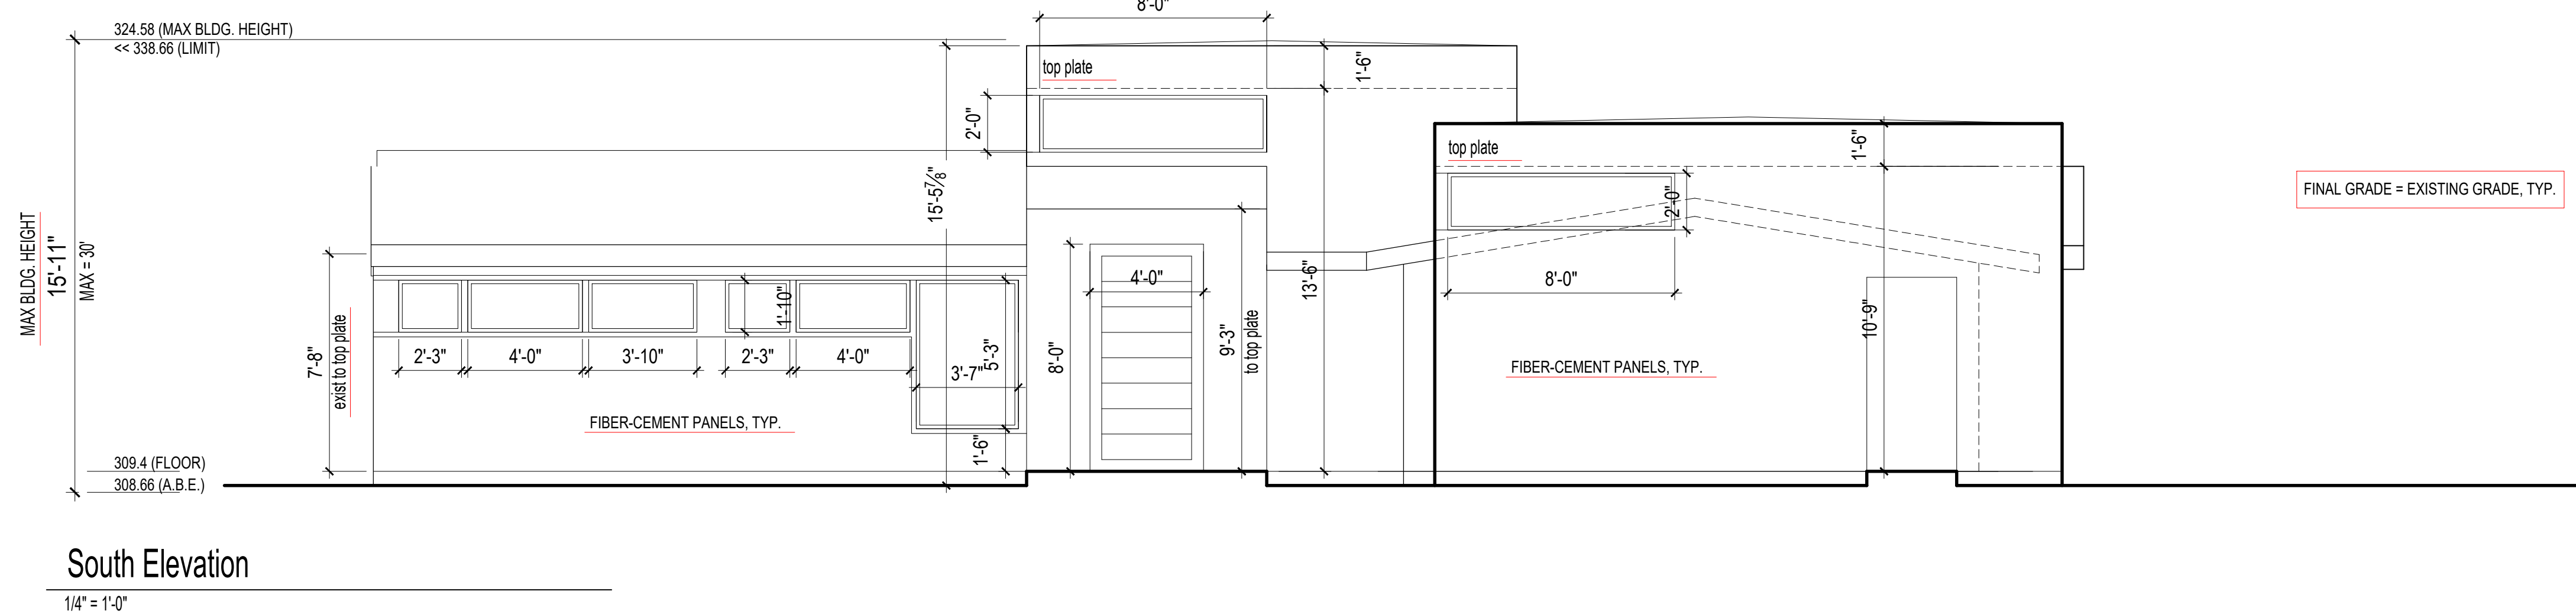 8'-0"
324.58 (MAX BLDG. HEIGHT)
<< 338.66 (LIMIT)
top plate
1'-6"
2'-0"
top plate
1'-6"
15'-5⅞"
2'-0"
FINAL GRADE = EXISTING GRADE, TYP.
MAX BLDG. HEIGHT
15'-11"
MAX = 30'
4'-0"
13'-6"
8'-0"
1'-10"
7'-8"
exist to top plate
2'-3"
4'-0"
3'-10"
2'-3"
4'-0"
3'-7"
5'-3"
8'-0"
9'-3"
to top plate
10'-9"
FIBER-CEMENT PANELS, TYP.
FIBER-CEMENT PANELS, TYP.
1'-6"
309.4 (FLOOR)
308.66 (A.B.E.)
South Elevation
1/4" = 1'-0"